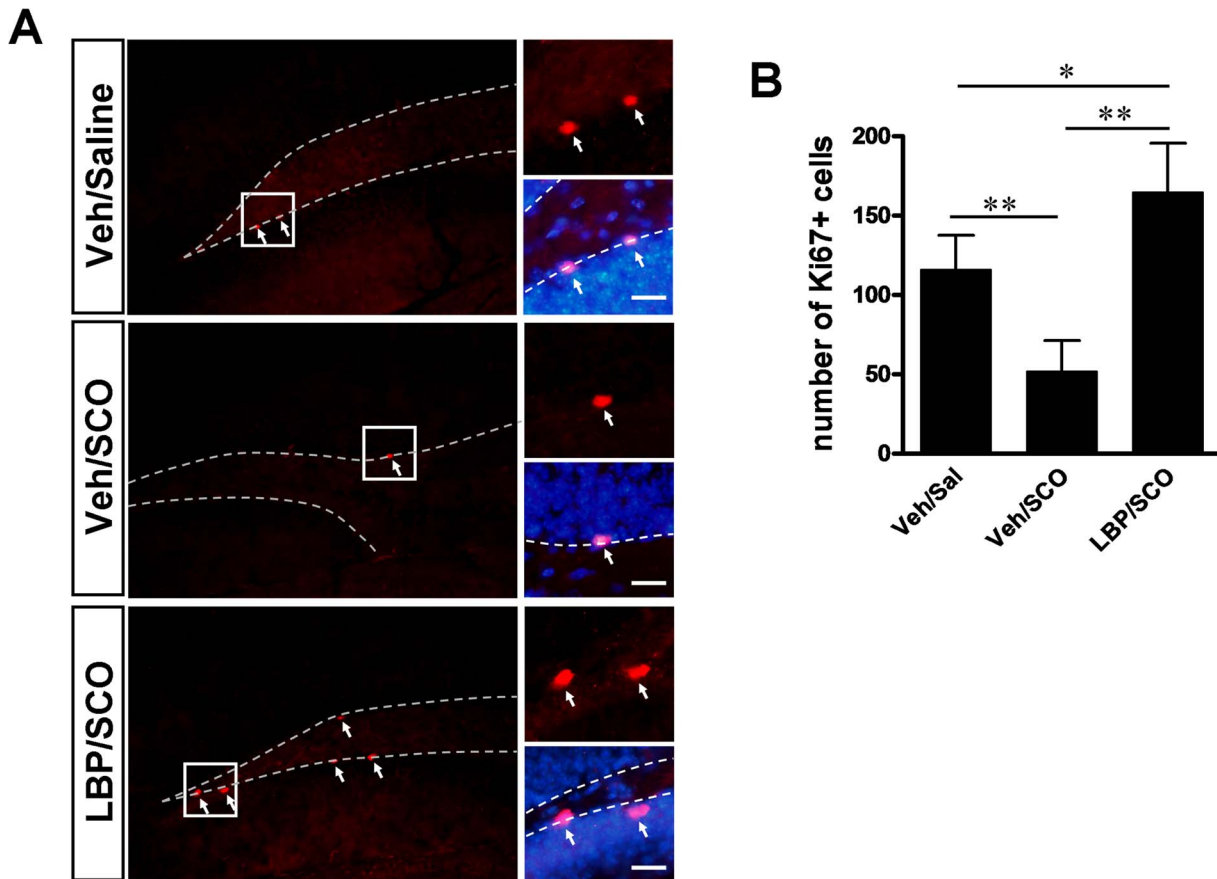 A
Veh/Saline
Veh/SCO
LBP/SCO
B
*
**
**
number of Ki67+ cells
200
150
100
50
0
Veh/Sal
Veh/SCO
LBP/SCO